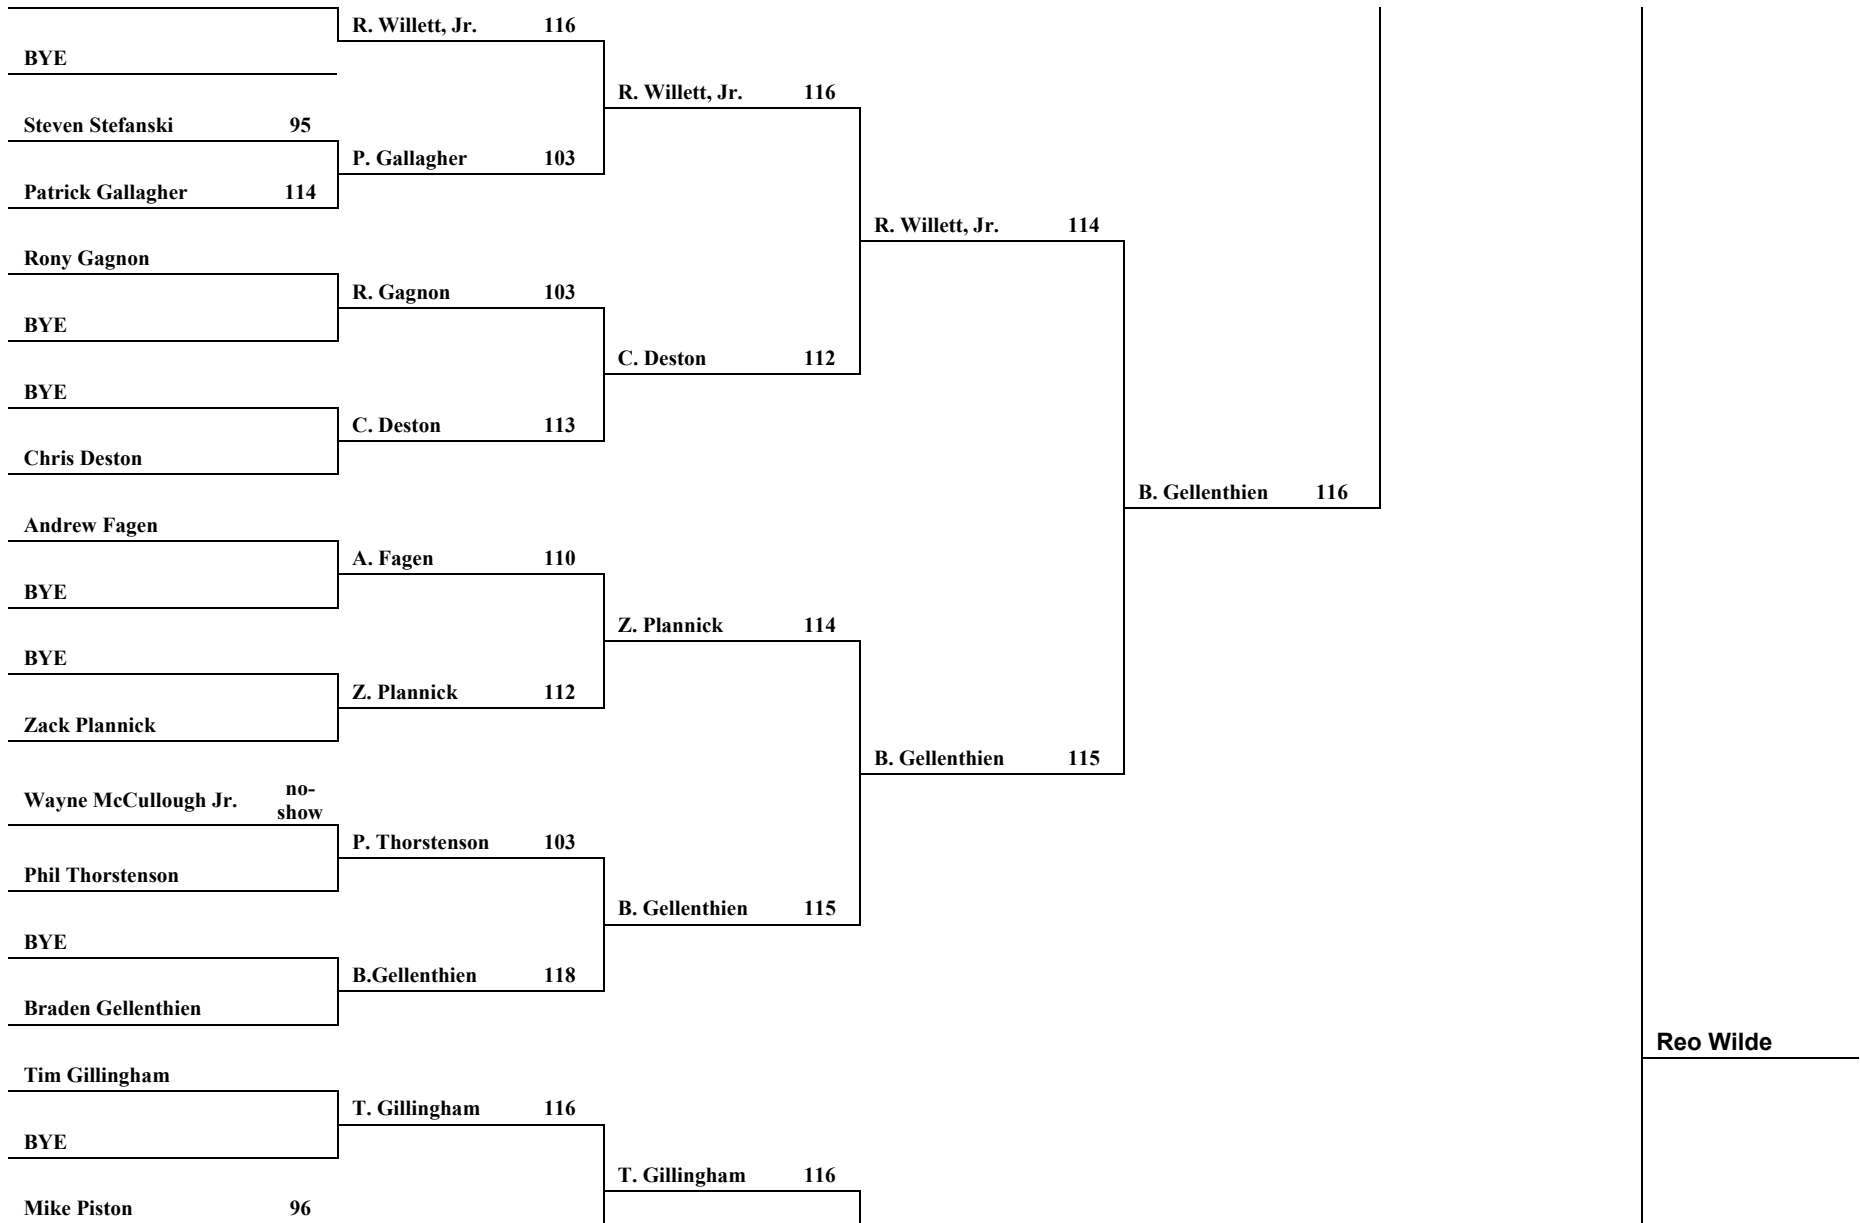 R. Willett, Jr. 116
BYE
R. Willett, Jr. 116
Steven Stefanski 95
P. Gallagher 103
Patrick Gallagher 114
R. Willett, Jr. 114
Rony Gagnon
R. Gagnon 103
BYE
C. Deston 112
BYE
C. Deston 113
Chris Deston
B. Gellenthien 116
Andrew Fagen
A. Fagen 110
BYE
Z. Plannick 114
BYE
Z. Plannick 112
Zack Plannick
B. Gellenthien 115
Wayne McCullough Jr. no-
show
P. Thorstenson 103
Phil Thorstenson
B. Gellenthien 115
BYE
B.Gellenthien 118
Braden Gellenthien
Reo Wilde
Tim Gillingham
T. Gillingham 116
BYE
T. Gillingham 116
Mike Piston 96